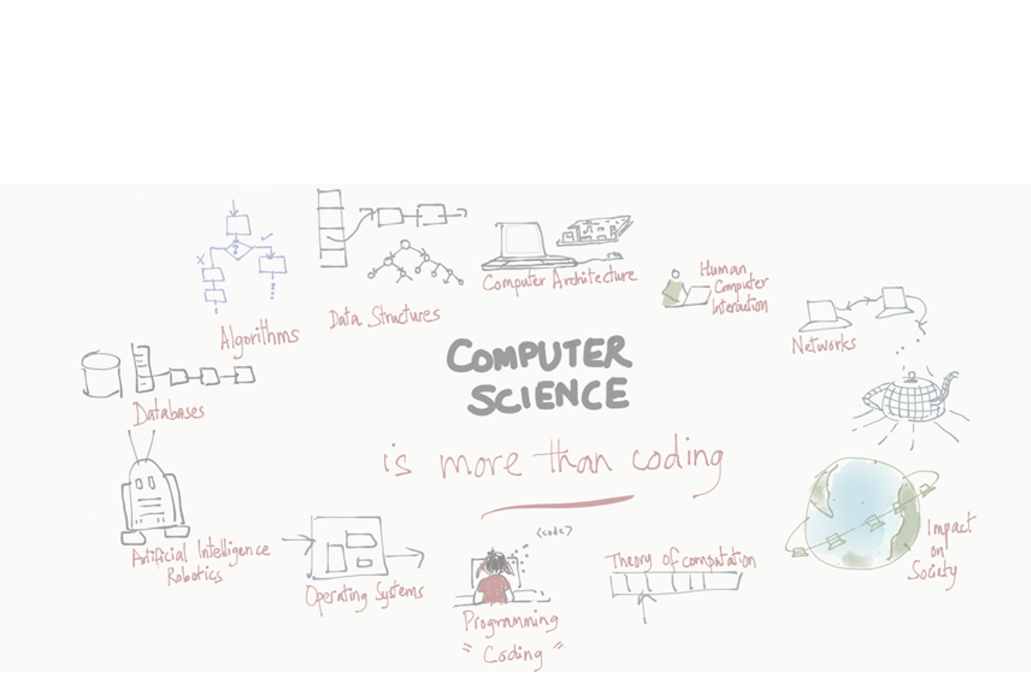 Algorithms
Data Structures
Computer Architecture
Human
Computer
Interaction
Networks
Databases
COMPUTER
SCIENCE
is more than coding
Artificial Intelligence
Robotics
Operating Systems
<code>
Programming
" Coding "
Theory of computation
Impact
on
Society